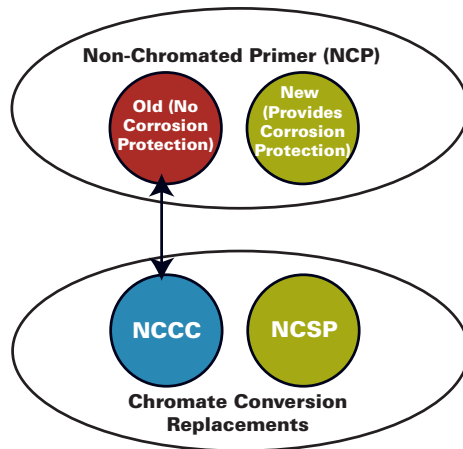 Non-Chromated Primer (NCP)
Old (No
Corrosion
Protection)
New
(Provides
Corrosion
Protection)
NCCC
NCSP
Chromate Conversion
Replacements